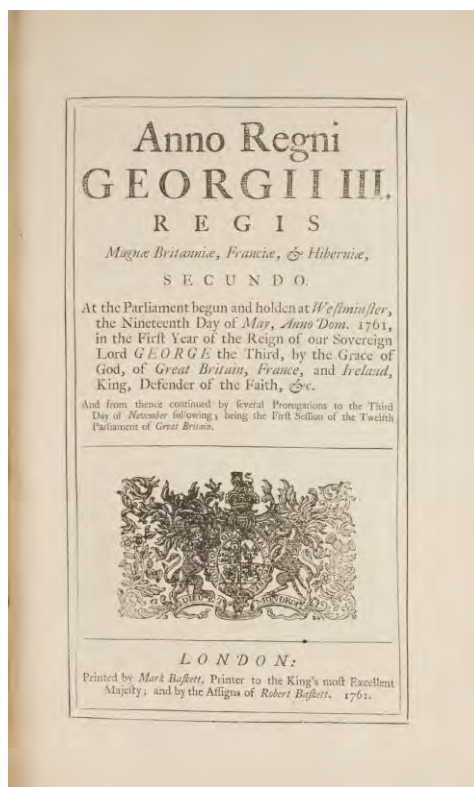 Anno Regni
GEORGII III.
REGIS
Magnæ Britanniæ, Franciæ, & Hiberniæ,
SECUNDO.
At the Parliament begun and holden at Weſtminſter,
the Nineteenth Day of May, Anno Dom. 1761,
in the Firſt Year of the Reign of our Sovereign
Lord GEORGE the Third, by the Grace of
God, of Great Britain, France, and Ireland,
King, Defender of the Faith, &c.
And from thence continued by ſeveral Prorogations to the Third
Day of November following; being the Firſt Seſſion of the Twelfth
Parliament of Great Britain.
DIEU ET MON DROIT
LONDON:
Printed by Mark Baſkett, Printer to the King's moſt Excellent
Majeſty; and by the Aſſigns of Robert Baſkett. 1761.